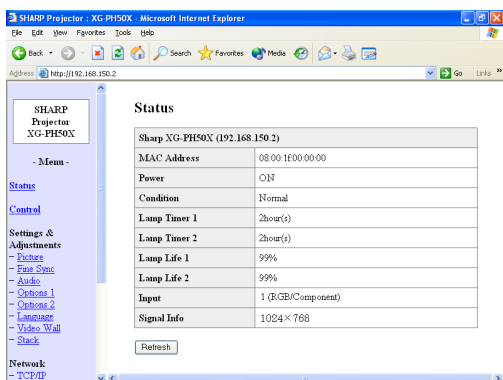 SHARP Projector : XG-PH50X - Microsoft Internet Explorer
File Edit View Favorites Tools Help
Back Search Favorites Media
Address http://192.168.150.2 Go Links »
SHARP
Projector
XG-PH50X
- Menu -
Status
Control
Settings &
Adjustments
– Picture
– Fine Sync
– Audio
– Options 1
– Options 2
– Language
– Video Wall
– Stack
Network
– TCP/IP
Status
Sharp XG-PH50X (192.168.150.2)
MAC Address 08:00:1f:00:00:00
Power ON
Condition Normal
Lamp Timer 1 2hour(s)
Lamp Timer 2 2hour(s)
Lamp Life 1 99%
Lamp Life 2 99%
Input 1 (RGB/Component)
Signal Info 1024×768
Refresh